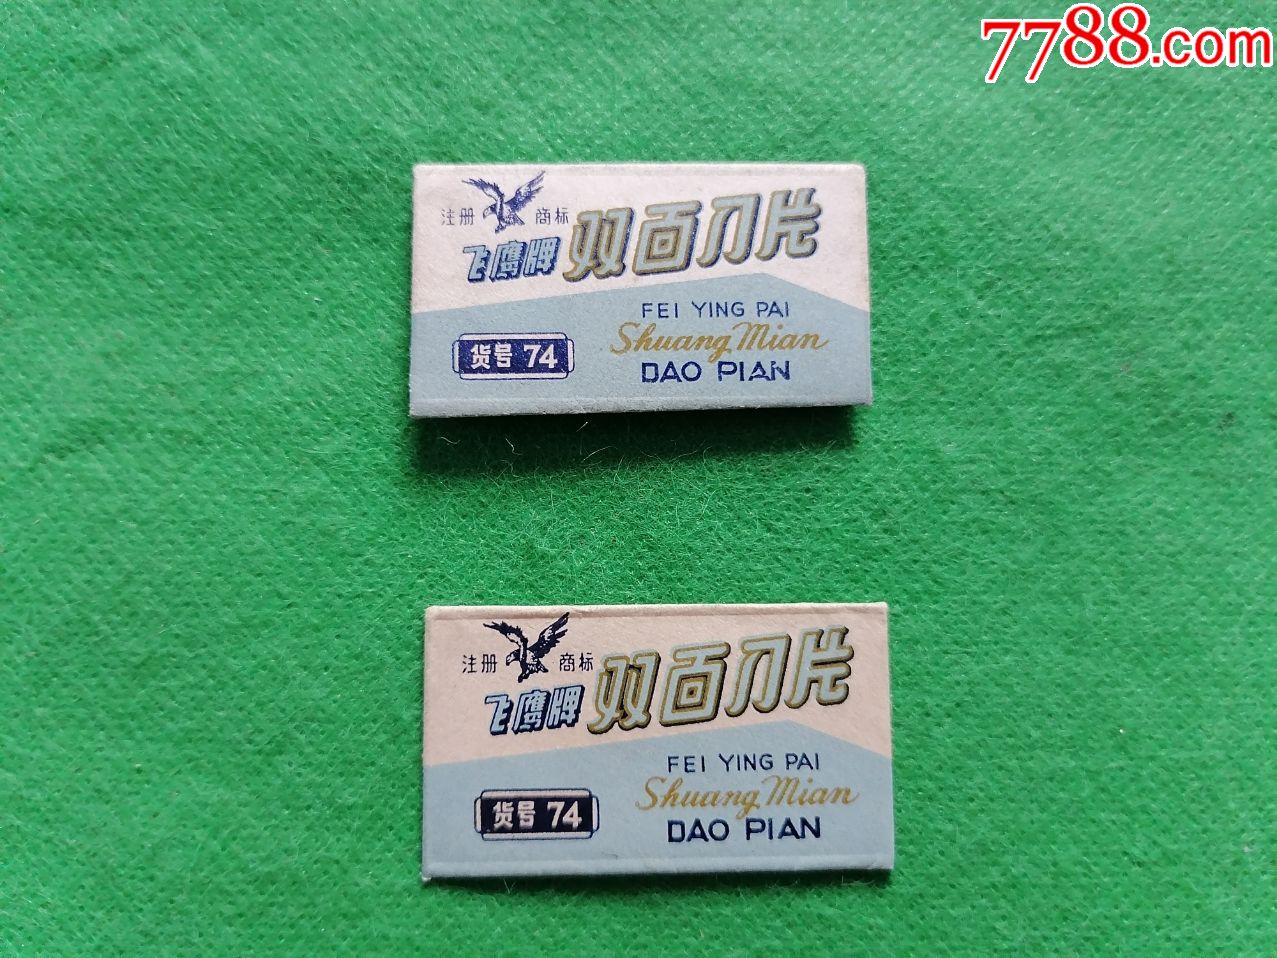 7788.com
注册 商标
飞鹰牌 双面刀片
FEI YING PAI
Shuang Mian
DAO PIAN
货号 74
注册 商标
飞鹰牌 双面刀片
FEI YING PAI
Shuang Mian
DAO PIAN
货号 74